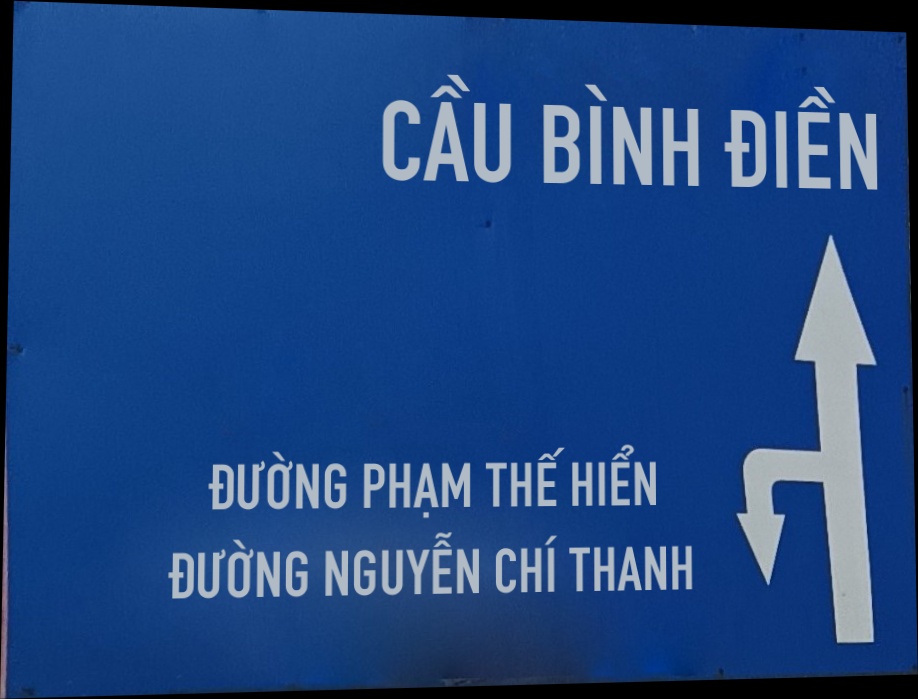 CẦU BÌNH ĐIỀN
ĐƯỜNG PHẠM THẾ HIỂN
ĐƯỜNG NGUYỄN CHÍ THANH